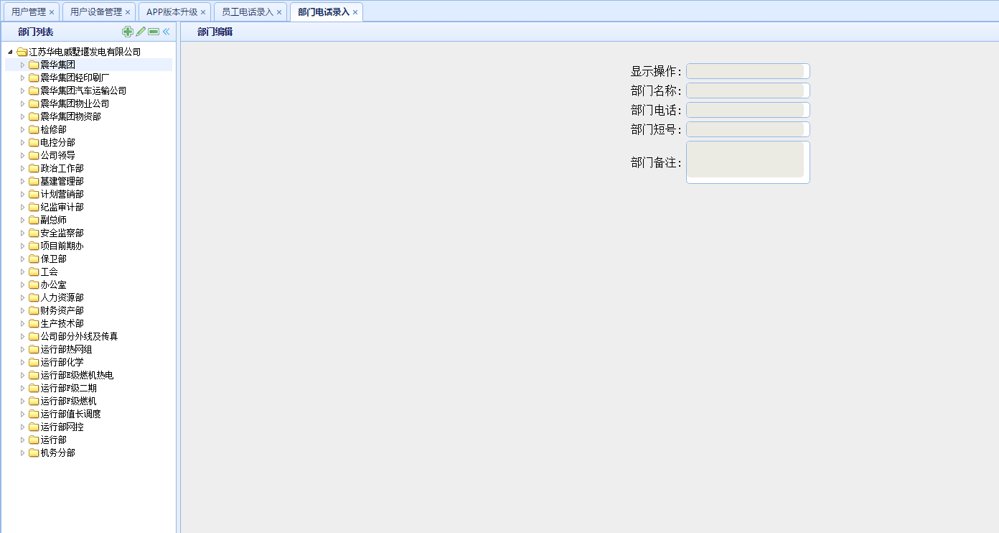 用户管理 用户设备管理 APP版本升级 员工电话录入 部门电话录入
部门列表
江苏华电戚墅堰发电有限公司
震华集团
震华集团轻印刷厂
震华集团汽车运输公司
震华集团物业公司
震华集团物资部
检修部
电控分部
公司领导
政治工作部
基建管理部
计划营销部
纪监审计部
副总师
安全监察部
项目前期办
保卫部
工会
办公室
人力资源部
财务资产部
生产技术部
公司部分外线及传真
运行部热网组
运行部化学
运行部E级燃机热电
运行部F级二期
运行部F级燃机
运行部值长调度
运行部网控
运行部
机务分部
部门编辑
显示操作：
部门名称：
部门电话：
部门短号：
部门备注：